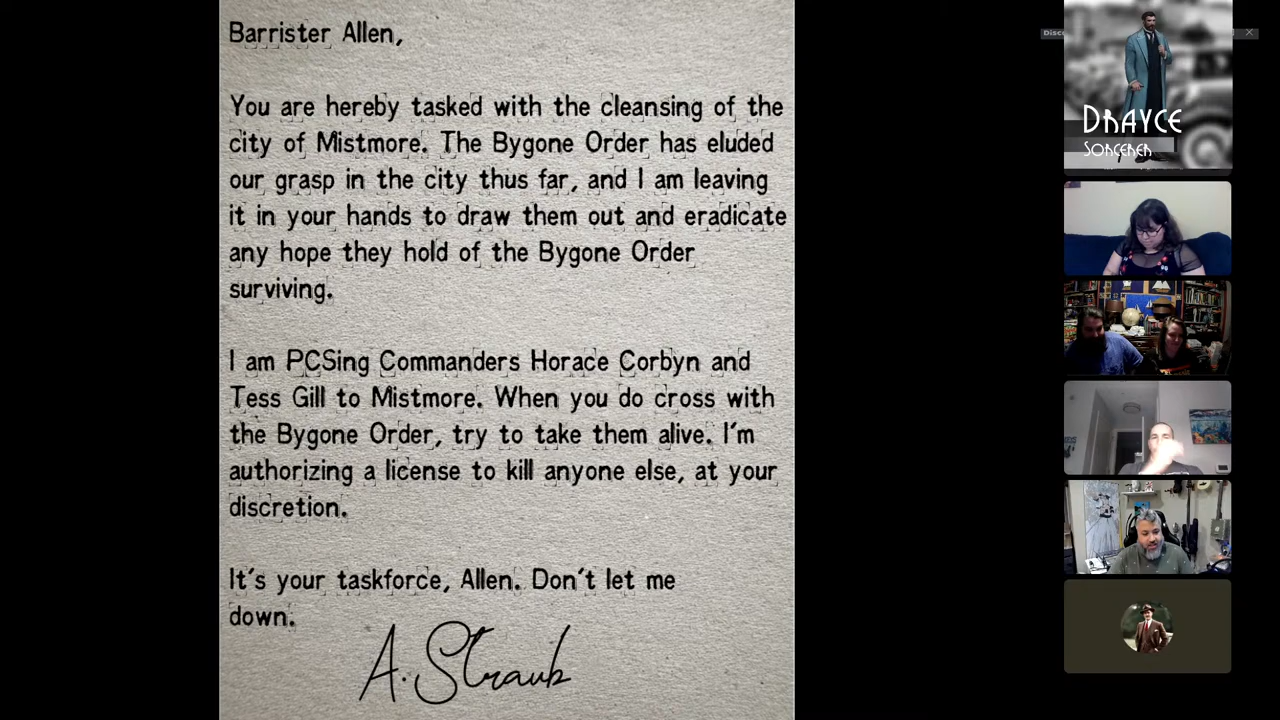 Barrister Allen,
You are hereby tasked with the cleansing of the
city of Mistmore. The Bygone Order has eluded
our grasp in the city thus far, and I am leaving
it in your hands to draw them out and eradicate
any hope they hold of the Bygone Order
surviving.
I am PCSing Commanders Horace Corbyn and
Tess Gill to Mistmore. When you do cross with
the Bygone Order, try to take them alive. I'm
authorizing a license to kill anyone else, at your
discretion.
It's your taskforce, Allen. Don't let me
down.
A. Straub
DRAYCE
SORCERER